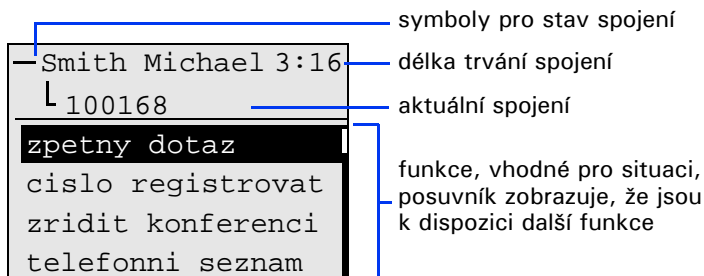 symboly pro stav spojení
Smith Michael 3:16
délka trvání spojení
100168
aktuální spojení
zpetny dotaz
cislo registrovat
zridit konferenci
telefonni seznam
funkce, vhodné pro situaci,
posuvník zobrazuje, že jsou
k dispozici další funkce